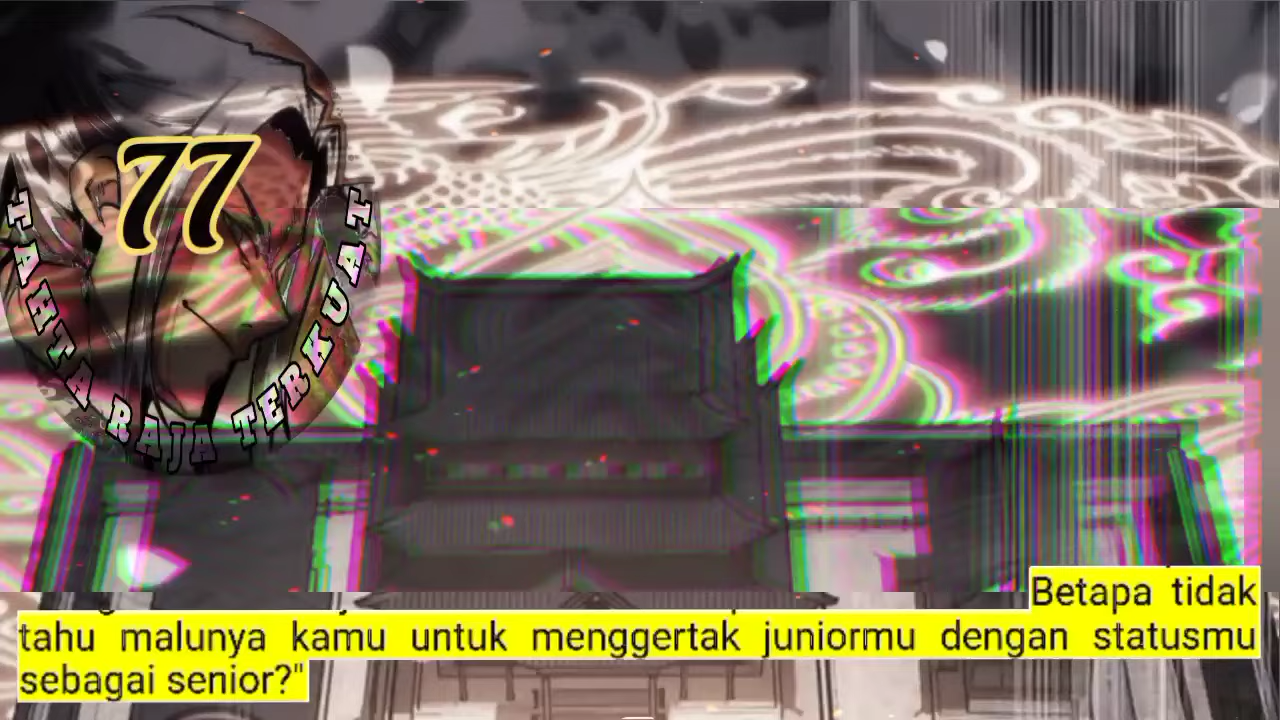 77
TAHTA RAJA TERKUAT
Betapa tidak
tahu malunya kamu untuk menggertak juniormu dengan statusmu
sebagai senior?"